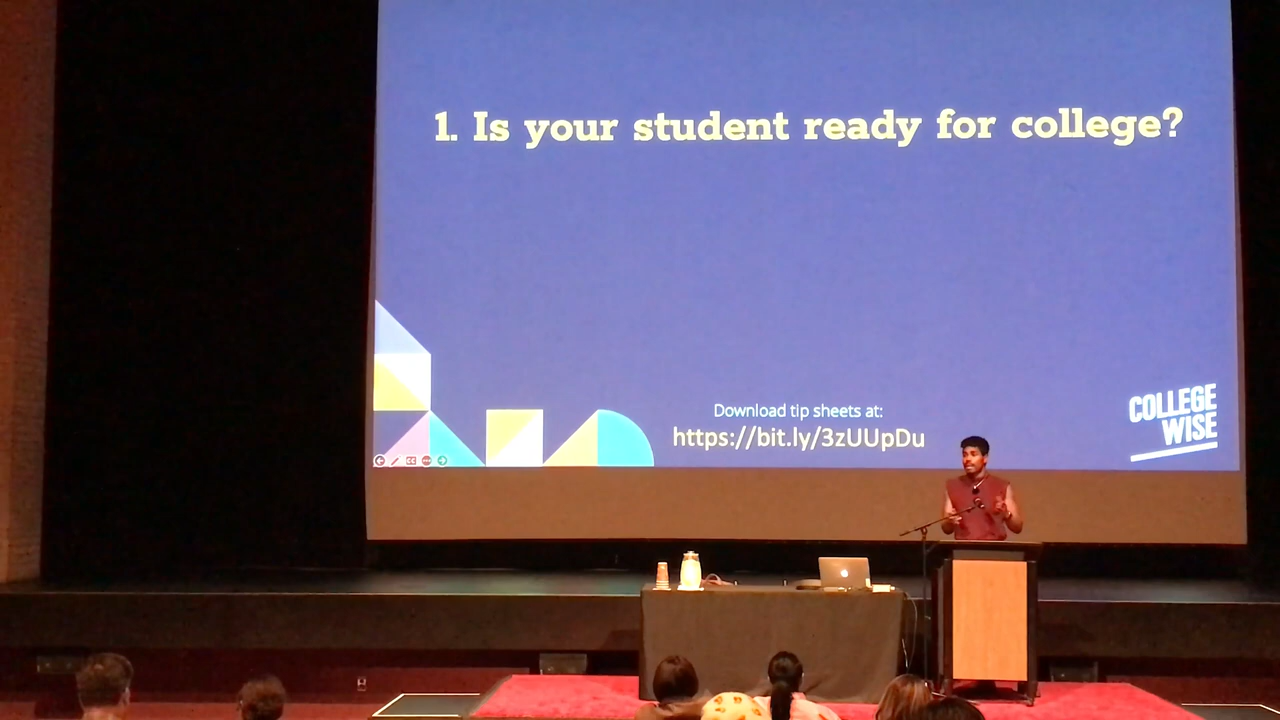 1. Is your student ready for college?
Download tip sheets at:
https://bit.ly/3zUUpDu
COLLEGE
WISE